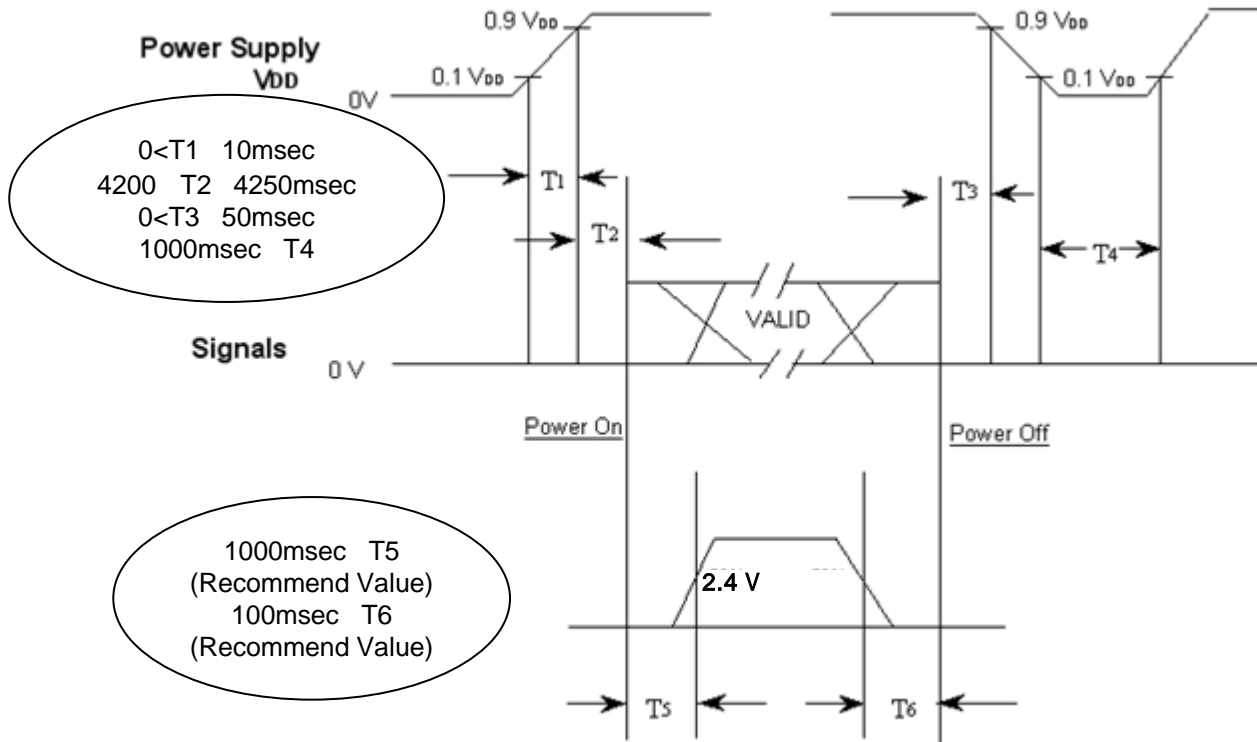 0.9 VDD
0.9 VDD
Power Supply
VDD
0.1 VDD
0.1 VDD
0V
0<T1 10msec
4200 T2 4250msec
0<T3 50msec
1000msec T4
T1
T3
T2
T4
VALID
Signals
0 V
Power On
Power Off
1000msec T5
(Recommend Value)
100msec T6
(Recommend Value)
2.4 V
T5
T6